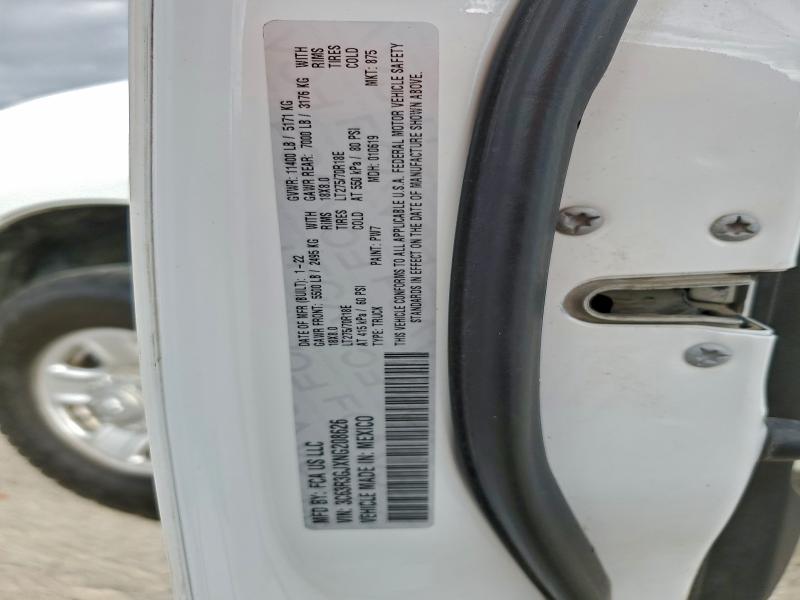 MFD BY: FCA US LLC
VIN: 3C63R3GJXNG208626
VEHICLE MADE IN: MEXICO
DATE OF MFR (BUILT): 1-22 GVWR: 11400 LB / 5171 KG
GAWR FRONT: 5500 LB / 2495 KG WITH GAWR REAR: 7000 LB / 3176 KG WITH
18X8.0 RIMS 18X8.0 RIMS
LT275/70R18E TIRES LT275/70R18E TIRES
AT 415 kPa / 60 PSI COLD AT 550 kPa / 80 PSI COLD
TYPE: TRUCK PAINT: PW7 MDH: 010619 MKT: 875
THIS VEHICLE CONFORMS TO ALL APPLICABLE U.S.A. FEDERAL MOTOR VEHICLE SAFETY
STANDARDS IN EFFECT ON THE DATE OF MANUFACTURE SHOWN ABOVE.